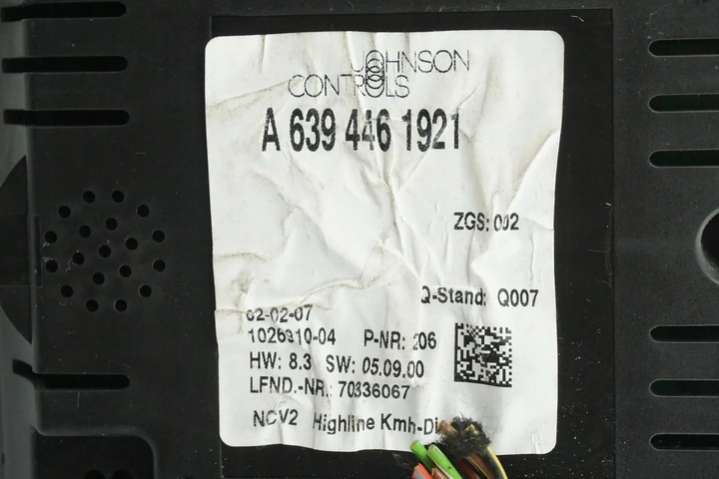 JOHNSON
CONTROLS
A 639 446 1921
ZGS: 002
Q-Stand: Q007
02-02-07
1026310-04 P-NR: 206
HW: 8.3 SW: 05.09.00
LFND.-NR.: 70336067
NCV2 Highline Kmh-Di